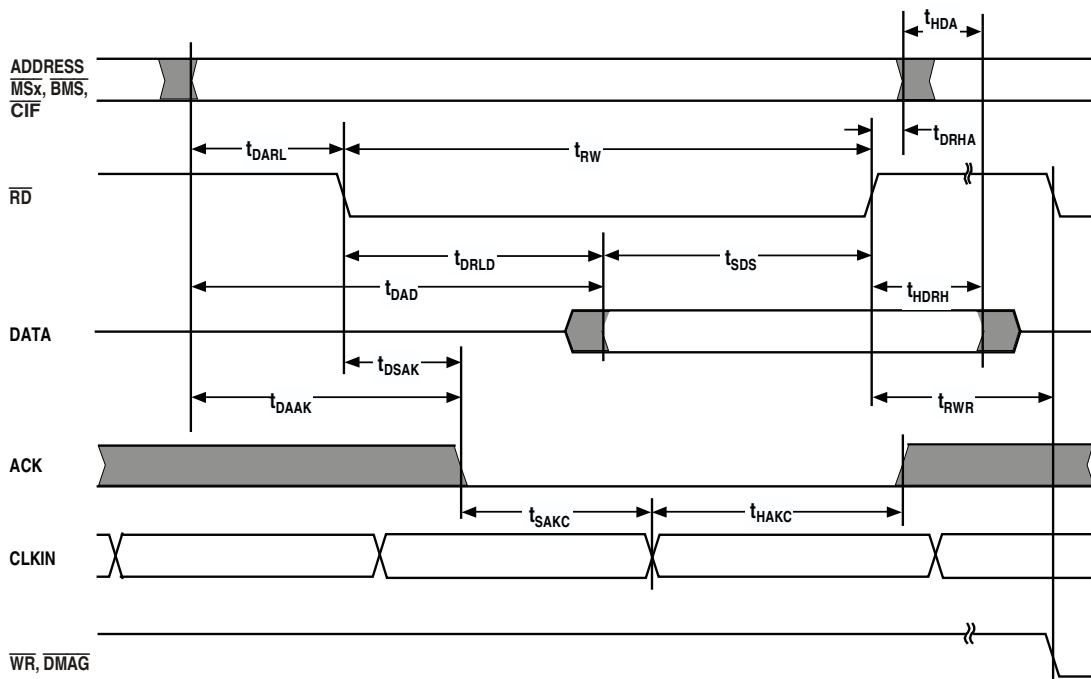 tHDA
ADDRESS
MSx, BMS,
CIF
tDRHA
tDARL
tRW
RD
tDRLD
tSDS
tDAD
tHDRH
DATA
tDSAK
tDAAK
tRWR
ACK
tSAKC
tHAKC
CLKIN
WR, DMAG